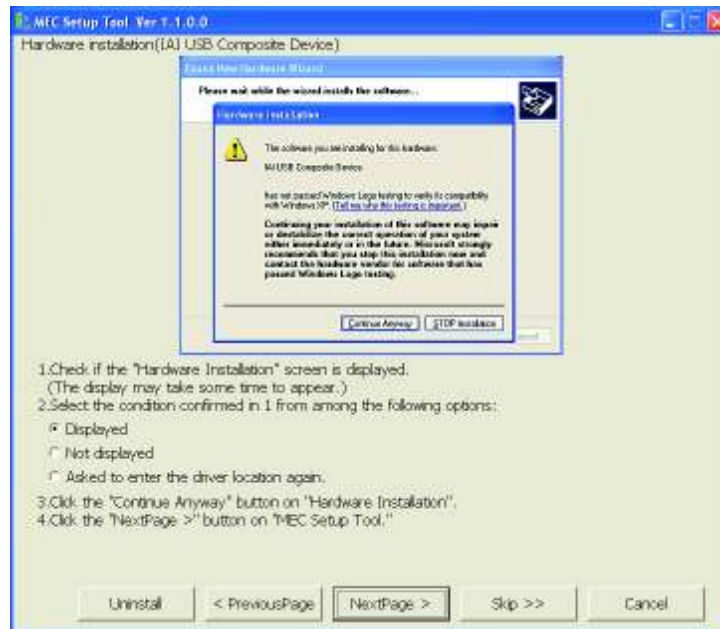 MEC Setup Tool Ver 1.1.0.0
Hardware installation(IAI USB Composite Device)
Found New Hardware Wizard
Please wait while the wizard installs the software...
Hardware Installation
The software you are installing for this hardware:
IAI USB Composite Device
has not passed Windows Logo testing to verify its compatibility
with Windows XP. (Tell me why this testing is important.)
Continuing your installation of this software may impair
or destabilize the correct operation of your system
either immediately or in the future. Microsoft strongly
recommends that you stop this installation now and
contact the hardware vendor for software that has
passed Windows Logo testing.
Continue Anyway
STOP Installation
1.Check if the "Hardware Installation" screen is displayed.
(The display may take some time to appear.)
2.Select the condition confirmed in 1 from among the following options:
Displayed
Not displayed
Asked to enter the driver location again.
3.Click the "Continue Anyway" button on "Hardware Installation".
4.Click the "NextPage >" button on "MEC Setup Tool."
Uninstall
< PreviousPage
NextPage >
Skip >>
Cancel